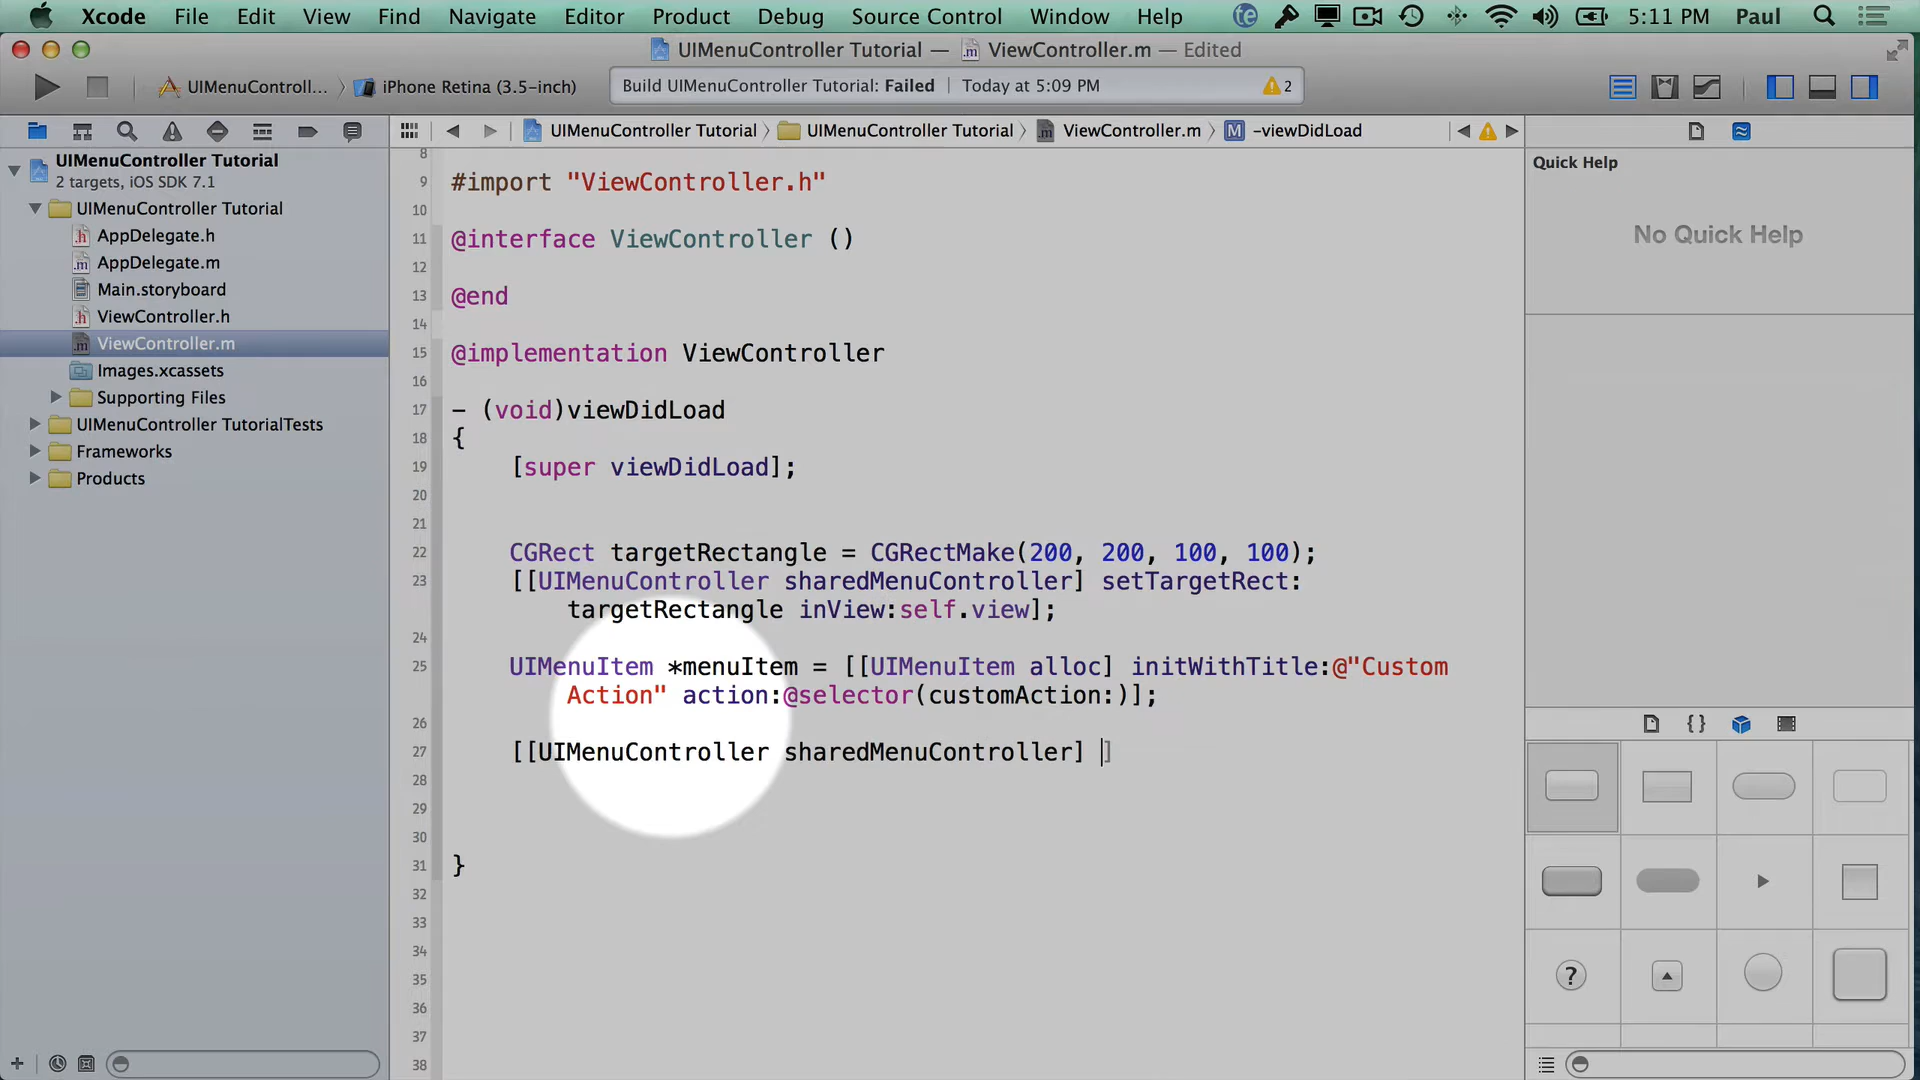 Xcode File Edit View Find Navigate Editor Product Debug Source Control Window Help 5:11 PM Paul
UIMenuController Tutorial — ViewController.m — Edited
UIMenuControll... iPhone Retina (3.5-inch) Build UIMenuController Tutorial: Failed Today at 5:09 PM 2
UIMenuController Tutorial UIMenuController Tutorial ViewController.m M -viewDidLoad
UIMenuController Tutorial
2 targets, iOS SDK 7.1
UIMenuController Tutorial
AppDelegate.h
AppDelegate.m
Main.storyboard
ViewController.h
ViewController.m
Images.xcassets
Supporting Files
UIMenuController TutorialTests
Frameworks
Products
8
9 #import "ViewController.h"
10
11 @interface ViewController ()
12
13 @end
14
15 @implementation ViewController
16
17 - (void)viewDidLoad
18 {
19 [super viewDidLoad];
20
21
22 CGRect targetRectangle = CGRectMake(200, 200, 100, 100);
23 [[UIMenuController sharedMenuController] setTargetRect:
targetRectangle inView:self.view];
24
25 UIMenuItem *menuItem = [[UIMenuItem alloc] initWithTitle:@"Custom
Action" action:@selector(customAction:)];
26
27 [[UIMenuController sharedMenuController] ]
28
29
30
31 }
32
33
34
35
36
37
38
Quick Help
No Quick Help
{ }
?